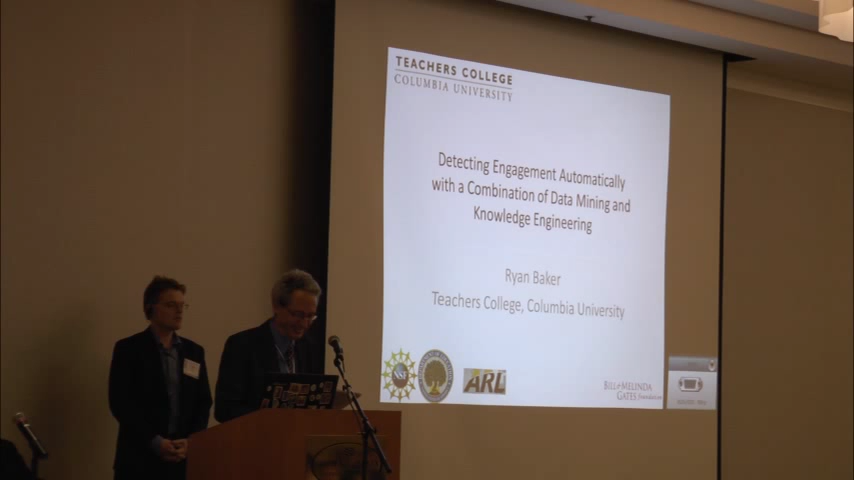 TEACHERS COLLEGE
COLUMBIA UNIVERSITY
Detecting Engagement Automatically
with a Combination of Data Mining and
Knowledge Engineering
Ryan Baker
Teachers College, Columbia University
NSF
ARL
BILL & MELINDA
GATES foundation